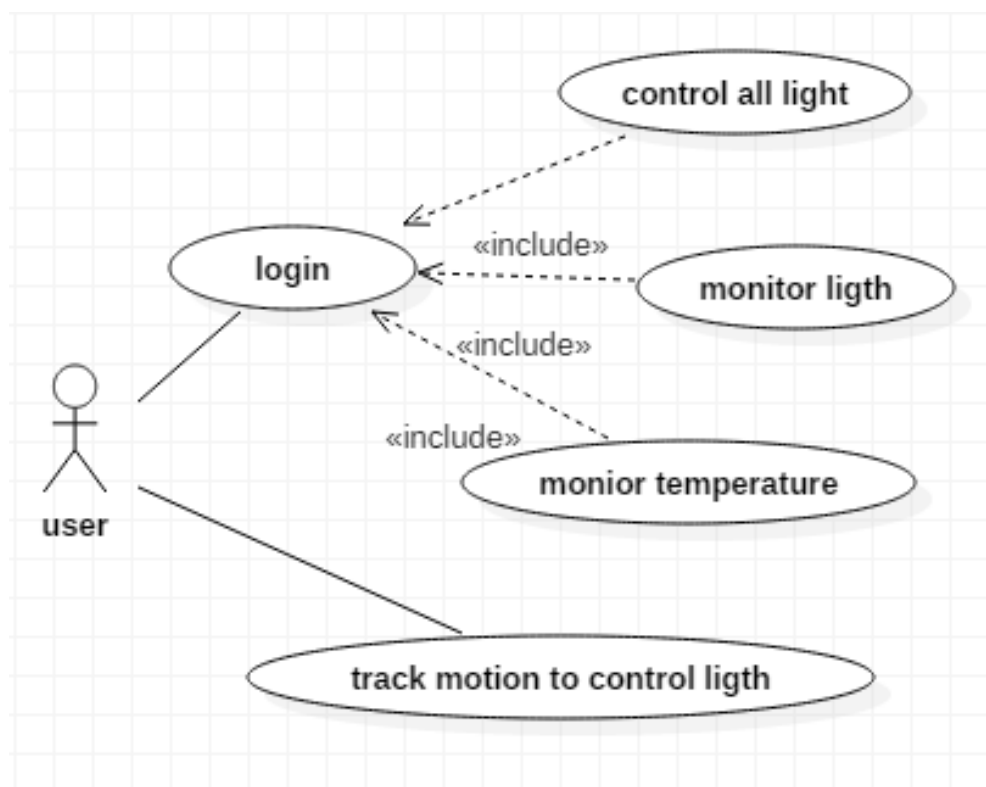 control all light
«include»
login
monitor ligth
«include»
«include»
monior temperature
user
track motion to control ligth